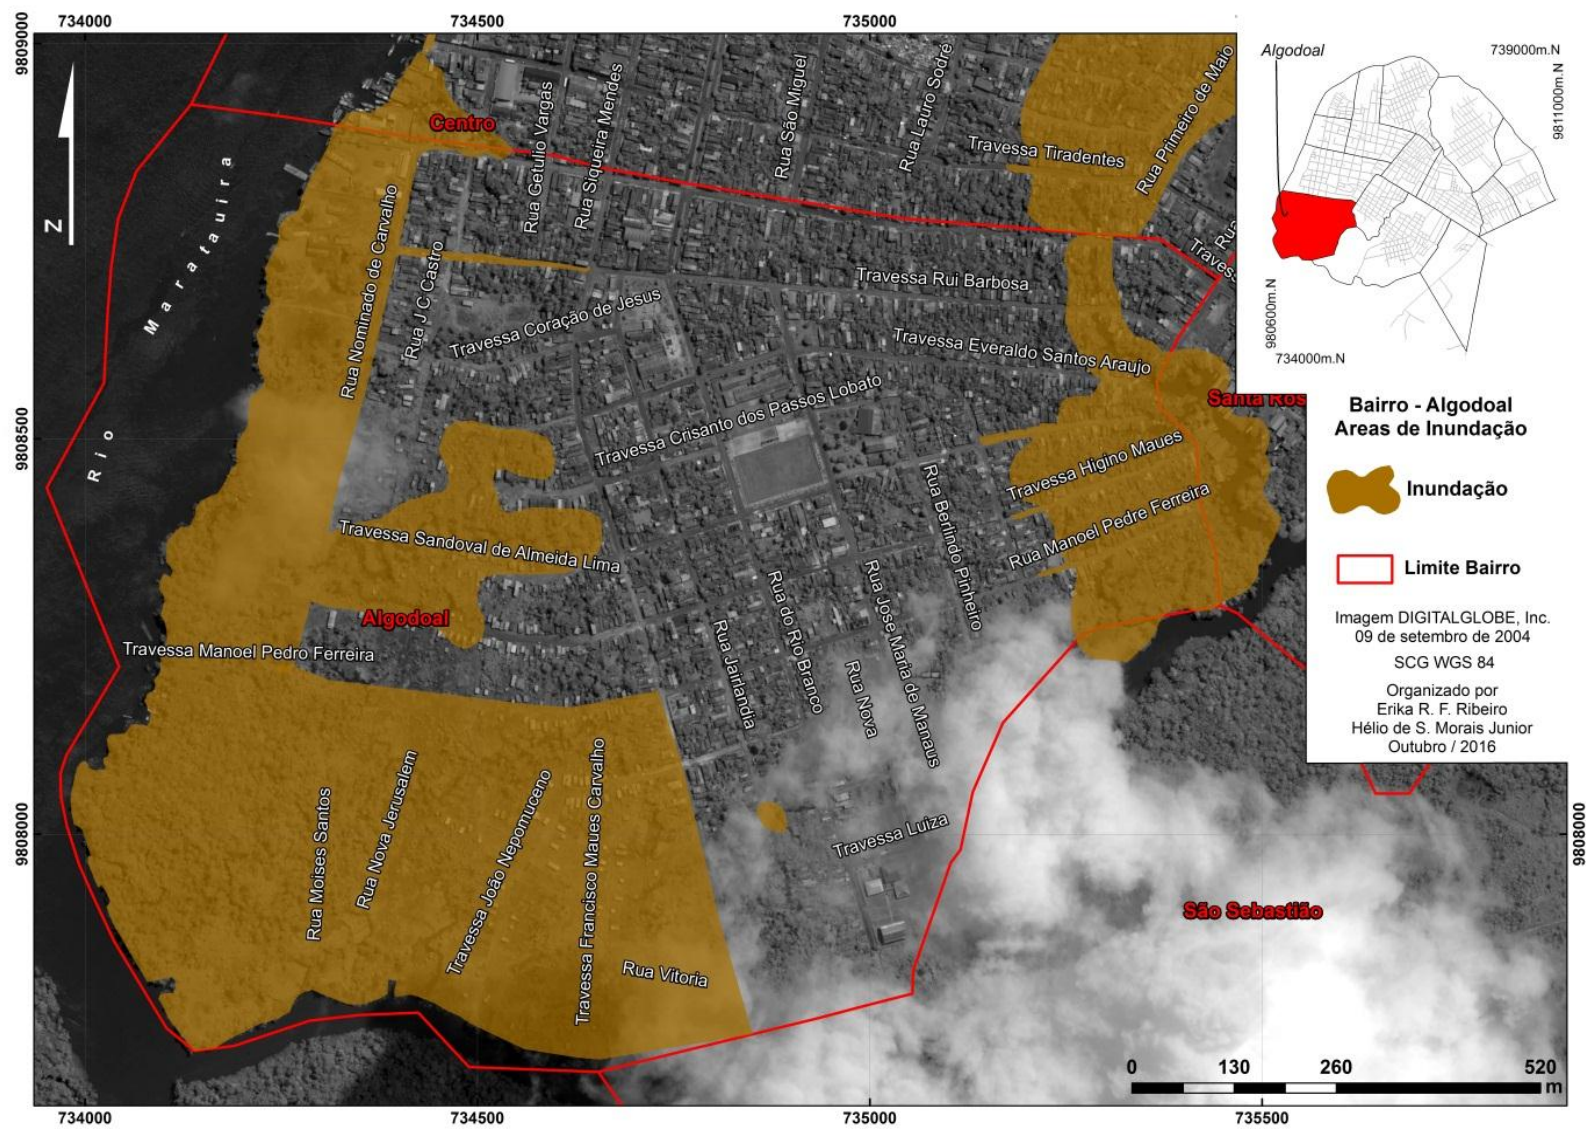 734000
734500
735000
9809000
9808500
9808000
Centro
Rua Getulio Vargas
Rua Siqueira Mendes
Rua São Miguel
Rua Lauro Sodré
Travessa Tiradentes
Rua Primeiro de Maio
Rio Maratauira
N
Rua Nominado de Carvalho
Rua J C Castro
Travessa Coração de Jesus
Travessa Rui Barbosa
Travessa Everaldo Santos Araujo
Travessa Crisanto dos Passos Lobato
Santa Ros
Travessa Higino Maues
Rua Manoel Pedre Ferreira
Rua Berlindo Pinheiro
Travessa Sandoval de Almeida Lima
Algodoal
Travessa Manoel Pedro Ferreira
Rua Jairlandia
Rua do Rio Branco
Rua Nova
Rua Jose Maria de Manaus
Rua Moises Santos
Rua Nova Jerusalem
Travessa João Nepomuceno
Travessa Francisco Maues Carvalho
Rua Vitoria
Travessa Luiza
São Sebastião
0 130 260 520
m
734000
734500
735000
735500
9808000
Algodoal
739000m.N
9811000m.N
980600m.N
734000m.N
Bairro - Algodoal
Areas de Inundação
Inundação
Limite Bairro
Imagem DIGITALGLOBE, Inc.
09 de setembro de 2004
SCG WGS 84
Organizado por
Erika R. F. Ribeiro
Hélio de S. Morais Junior
Outubro / 2016